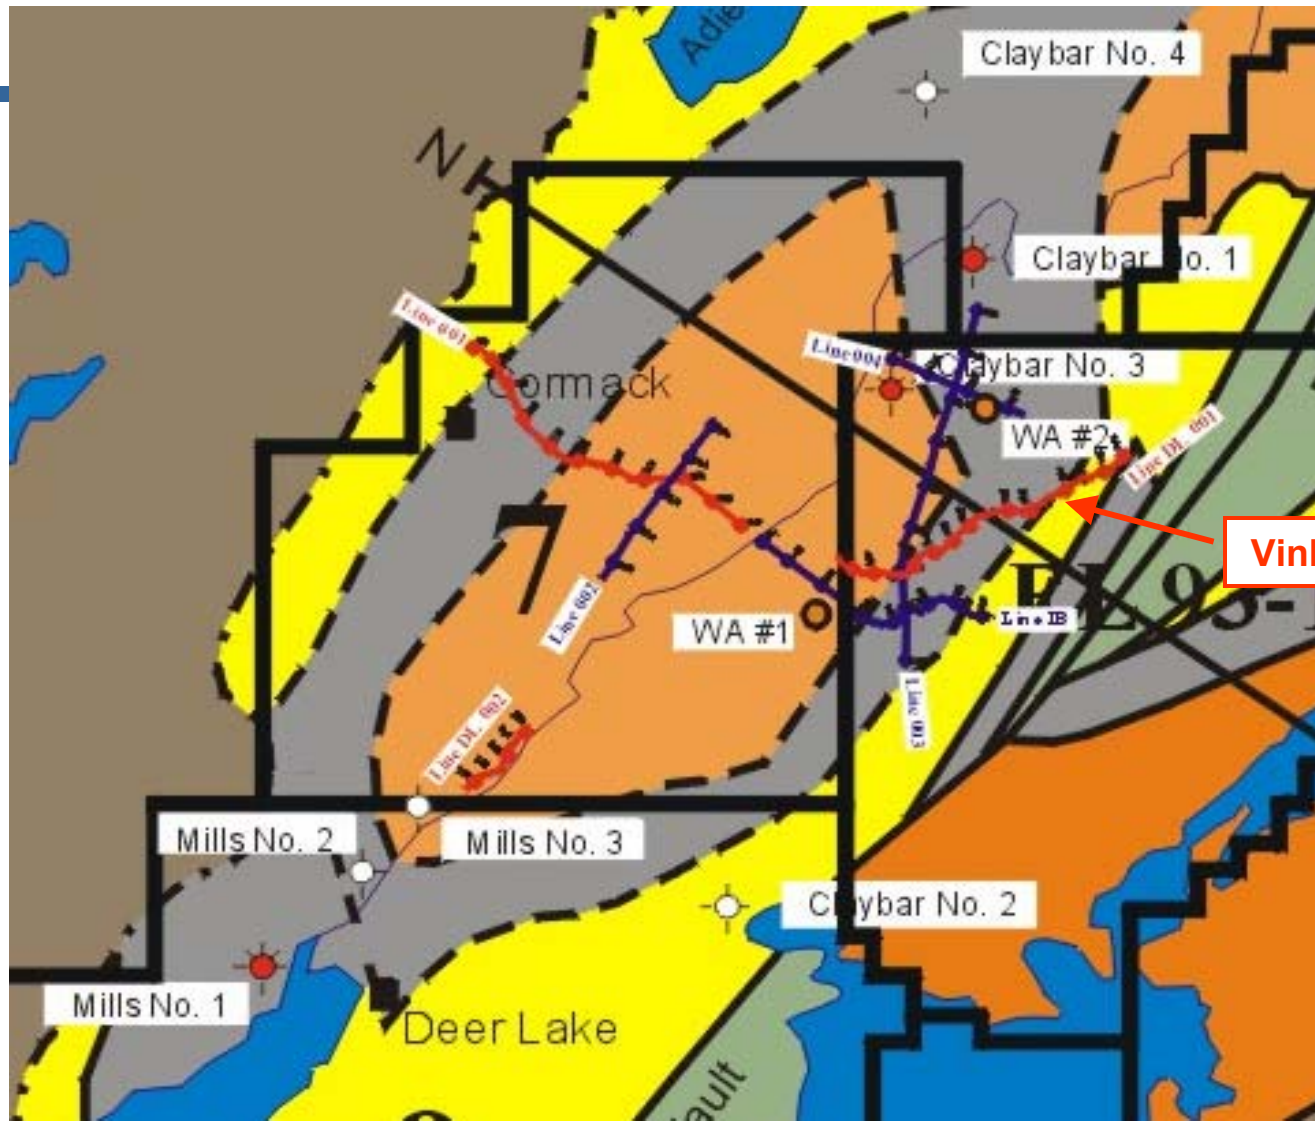 Claybar No. 4
N
Claybar No. 1
Line 001
Line 004
Claybar No. 3
Cormack
WA #2
Line DL 001
Line 002
WA #1
Line IB
Line 003
Line DL 002
Mills No. 2
Mills No. 3
Claybar No. 2
Mills No. 1
Deer Lake